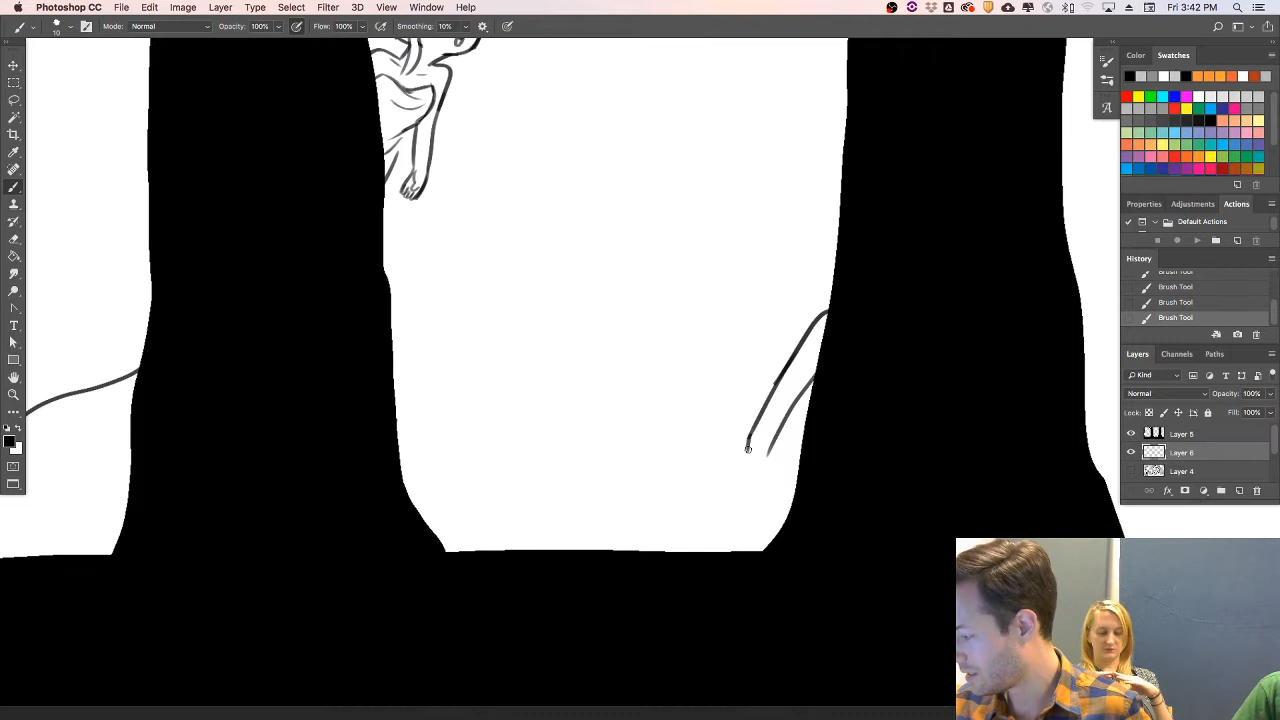 Photoshop CC File Edit Image Layer Type Select Filter 3D View Window Help Fri 3:42 PM
10 Mode: Normal Opacity: 100% Flow: 100% Smoothing: 10%
Color Swatches
Properties Adjustments Actions
Default Actions
History
Brush Tool
Brush Tool
Brush Tool
Brush Tool
Layers Channels Paths
Kind
Normal Opacity: 100%
Lock: Fill: 100%
Layer 5
Layer 6
Layer 4